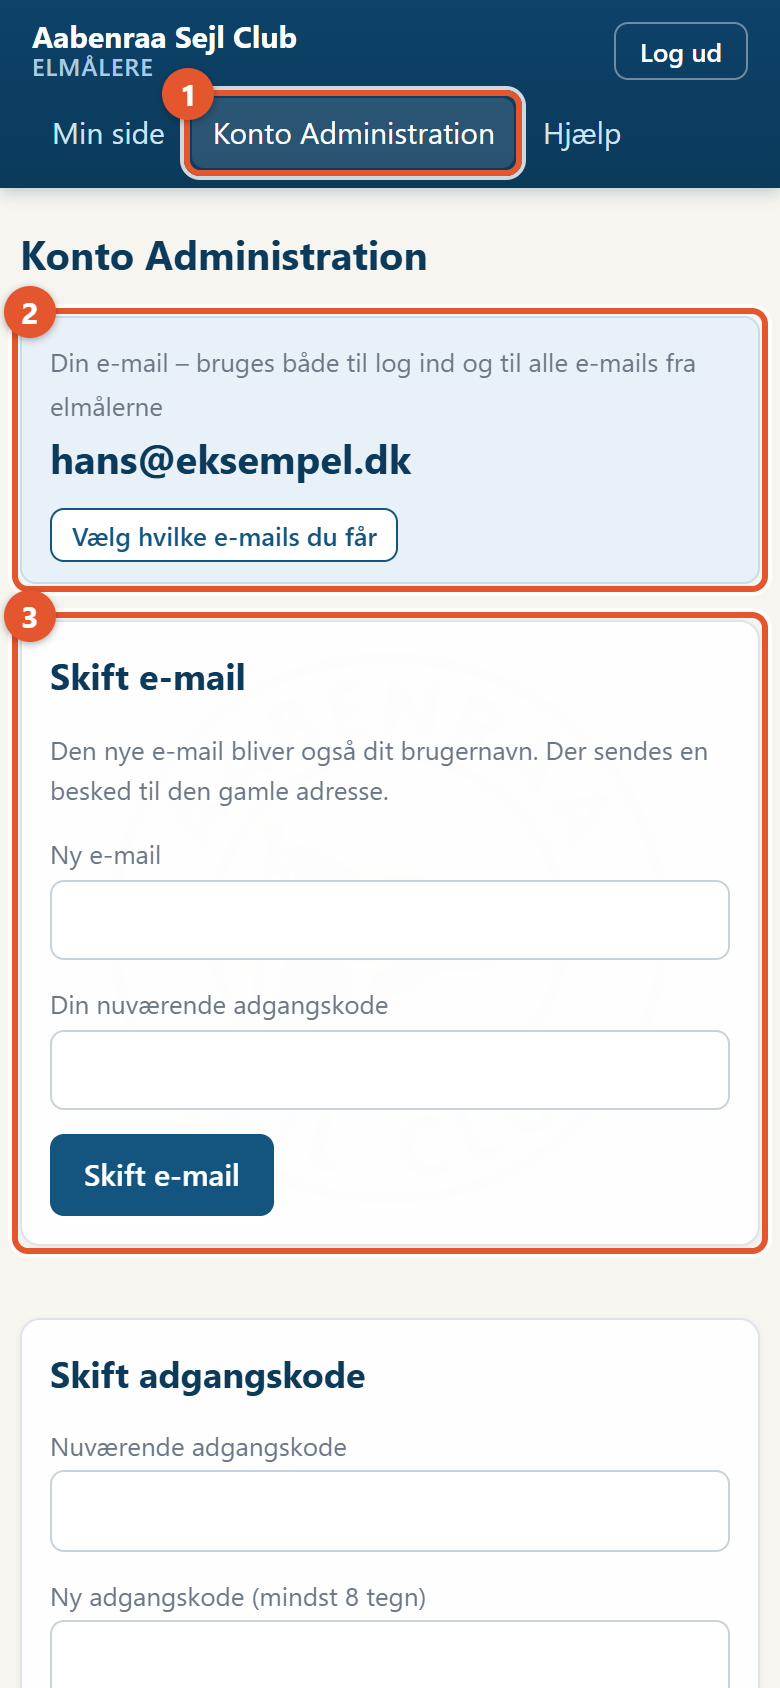 Aabenraa Sejl Club
ELMÅLERE
Log ud
1
Min side
Konto Administration
Hjælp
Konto Administration
2
Din e-mail – bruges både til log ind og til alle e-mails fra
elmålerne
hans@eksempel.dk
Vælg hvilke e-mails du får
3
Skift e-mail
Den nye e-mail bliver også dit brugernavn. Der sendes en
besked til den gamle adresse.
Ny e-mail
Din nuværende adgangskode
Skift e-mail
Skift adgangskode
Nuværende adgangskode
Ny adgangskode (mindst 8 tegn)